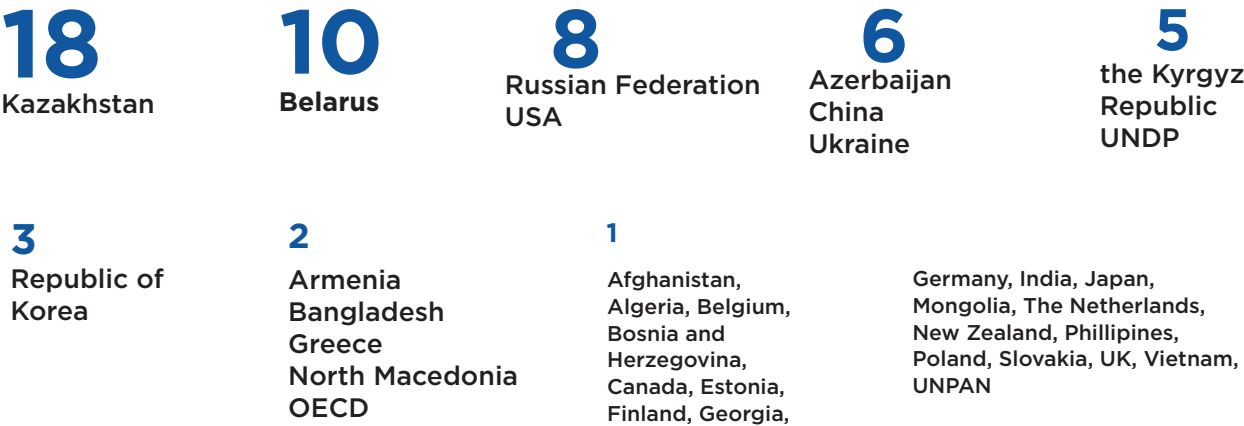 18
Kazakhstan
10
Belarus
8
Russian Federation
USA
6
Azerbaijan
China
Ukraine
5
the Kyrgyz
Republic
UNDP
3
Republic of
Korea
2
Armenia
Bangladesh
Greece
North Macedonia
OECD
1
Afghanistan,
Algeria, Belgium,
Bosnia and
Herzegovina,
Canada, Estonia,
Finland, Georgia,
Germany, India, Japan,
Mongolia, The Netherlands,
New Zealand, Phillipines,
Poland, Slovakia, UK, Vietnam,
UNPAN